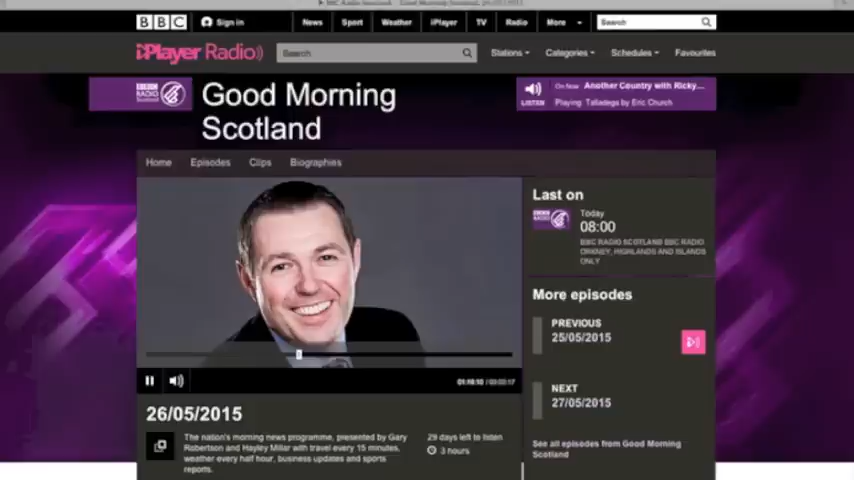 BBC
Sign in
News
Sport
Weather
iPlayer
TV
Radio
More
Search
iPlayer Radio
Search
Stations
Categories
Schedules
Favourites
BBC
RADIO
Scotland
Good Morning
Scotland
LISTEN
On Now Another Country with Ricky...
Playing Talladega by Eric Church
Home
Episodes
Clips
Biographies
Last on
Today
08:00
BBC RADIO SCOTLAND BBC RADIO
ORKNEY, HIGHLANDS AND ISLANDS
ONLY
More episodes
PREVIOUS
25/05/2015
NEXT
27/05/2015
See all episodes from Good Morning
Scotland
26/05/2015
The nation's morning news programme, presented by Gary
Robertson and Hayley Millar with travel every 15 minutes,
weather every half hour, business updates and sports
reports.
29 days left to listen
3 hours